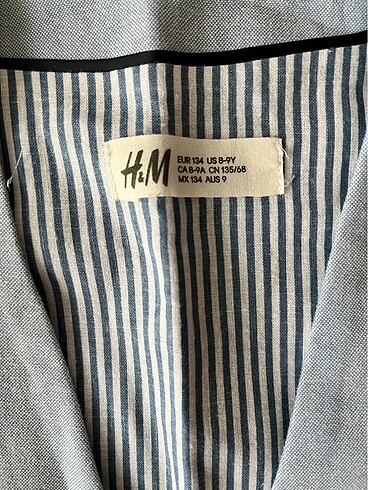 H&M
EUR 134 US 8-9Y
CA 8-9A CN 135/68
MX 134 AUS 9